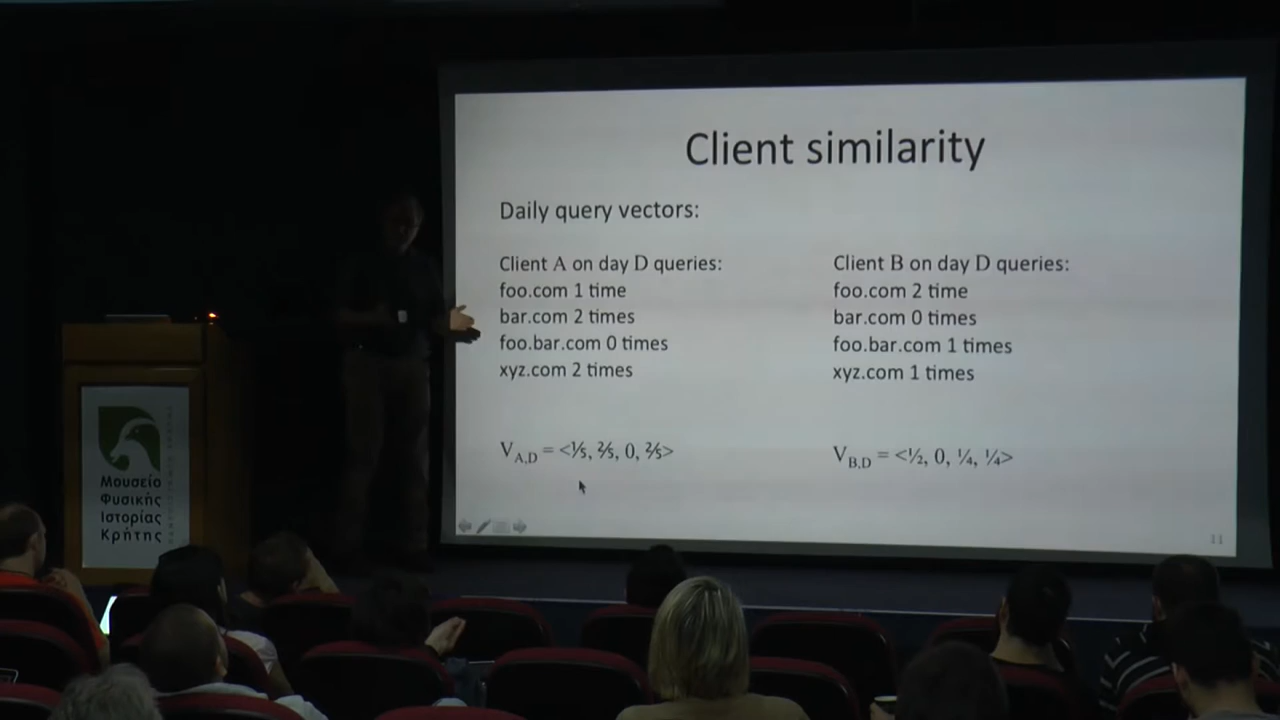 Client similarity
Daily query vectors:
Client A on day D queries:
foo.com 1 time
bar.com 2 times
foo.bar.com 0 times
xyz.com 2 times
V_A,D = <⅕, ⅖, 0, ⅖>
Client B on day D queries:
foo.com 2 time
bar.com 0 times
foo.bar.com 1 times
xyz.com 1 times
V_B,D = <½, 0, ¼, ¼>
11
Μουσείο
Φυσικής
Ιστορίας
Κρήτης